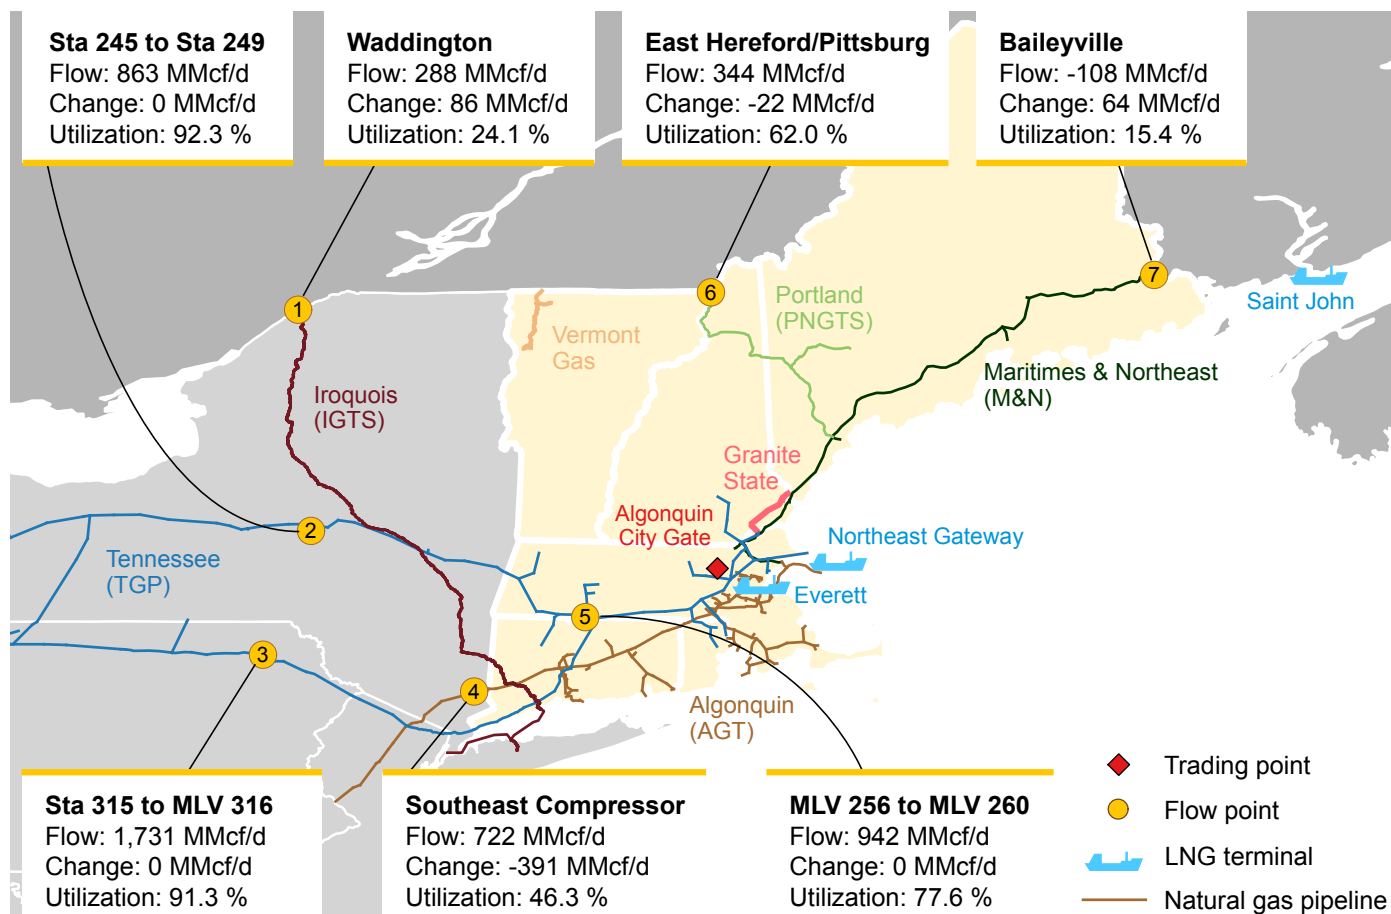 Sta 245 to Sta 249
Flow: 863 MMcf/d
Change: 0 MMcf/d
Utilization: 92.3 %
Waddington
Flow: 288 MMcf/d
Change: 86 MMcf/d
Utilization: 24.1 %
East Hereford/Pittsburg
Flow: 344 MMcf/d
Change: -22 MMcf/d
Utilization: 62.0 %
Baileyville
Flow: -108 MMcf/d
Change: 64 MMcf/d
Utilization: 15.4 %
7
6
1
Saint John
Portland
(PNGTS)
Vermont
Gas
Maritimes & Northeast
(M&N)
Iroquois
(IGTS)
Granite
State
Algonquin
City Gate
2
Northeast Gateway
Tennessee
(TGP)
Everett
5
3
4
Algonquin
(AGT)
Sta 315 to MLV 316
Flow: 1,731 MMcf/d
Change: 0 MMcf/d
Utilization: 91.3 %
Southeast Compressor
Flow: 722 MMcf/d
Change: -391 MMcf/d
Utilization: 46.3 %
MLV 256 to MLV 260
Flow: 942 MMcf/d
Change: 0 MMcf/d
Utilization: 77.6 %
Trading point
Flow point
LNG terminal
Natural gas pipeline